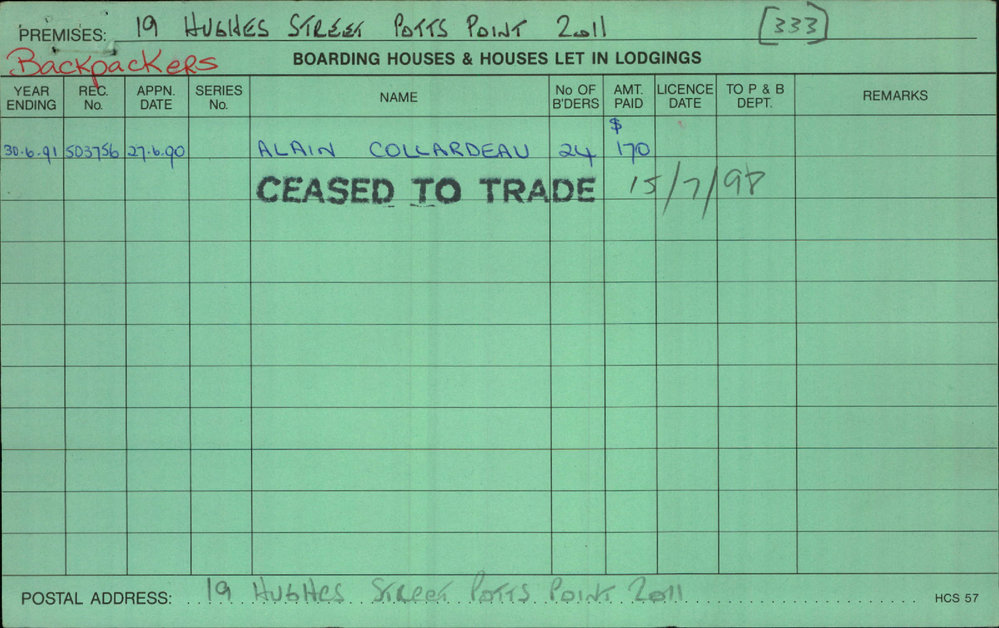 PREMISES: 19 HUGHES STREET POTTS POINT 2011 [333]
Backpackers BOARDING HOUSES & HOUSES LET IN LODGINGS
YEAR ENDING REC. No. APPN. DATE SERIES No. NAME No OF B'DERS AMT. PAID LICENCE DATE TO P & B DEPT. REMARKS
$
30.6.91 503756 27.6.90 ALAIN COLLARDEAU 24 170
CEASED TO TRADE 15/7/98
POSTAL ADDRESS: 19 HUGHES STREET POTTS POINT 2011 HCS 57